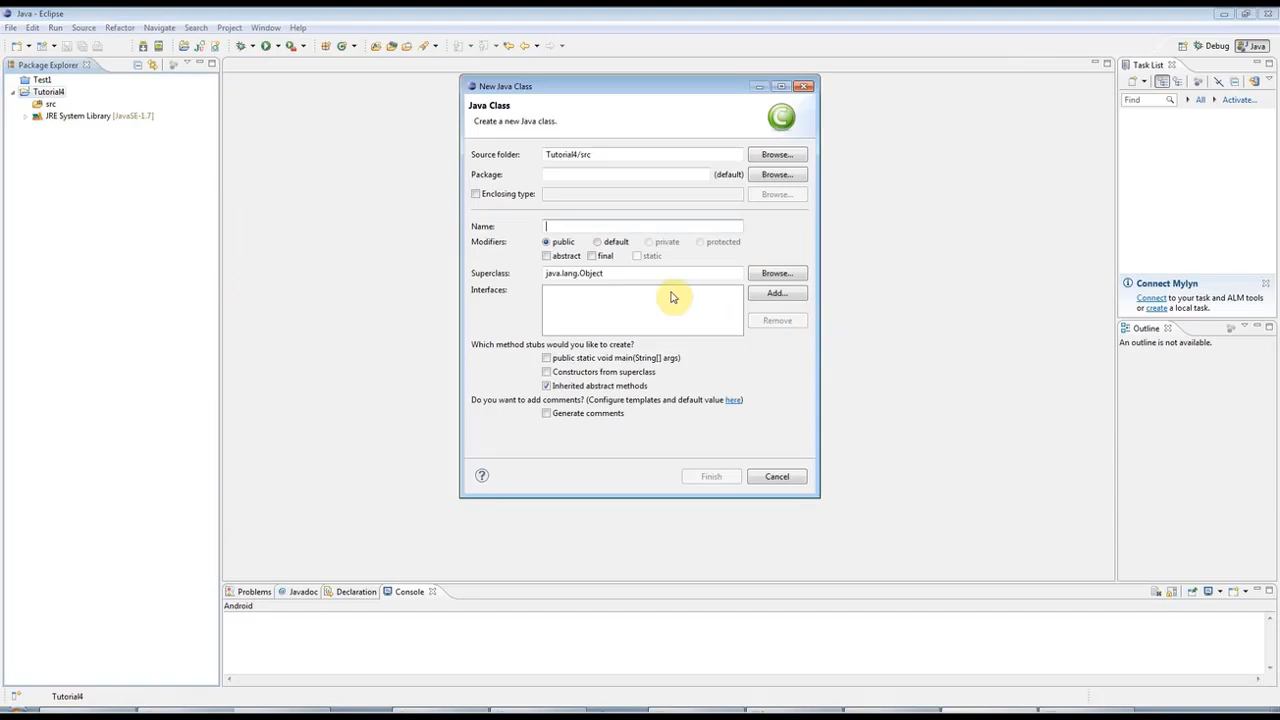 Java - Eclipse
File Edit Run Source Refactor Navigate Search Project Window Help
Debug Java
Package Explorer
Test1
Tutorial4
src
JRE System Library [JavaSE-1.7]
New Java Class
Java Class
Create a new Java class.
C
Source folder: Tutorial4/src Browse...
Package: (default) Browse...
Enclosing type: Browse...
Name:
Modifiers: public default private protected
abstract final static
Superclass: java.lang.Object Browse...
Interfaces: Add...
Remove
Which method stubs would you like to create?
public static void main(String[] args)
Constructors from superclass
Inherited abstract methods
Do you want to add comments? (Configure templates and default value here)
Generate comments
? Finish Cancel
Task List
Find All Activate...
Connect Mylyn
Connect to your task and ALM tools
or create a local task.
Outline
An outline is not available.
Problems @ Javadoc Declaration Console
Android
Tutorial4